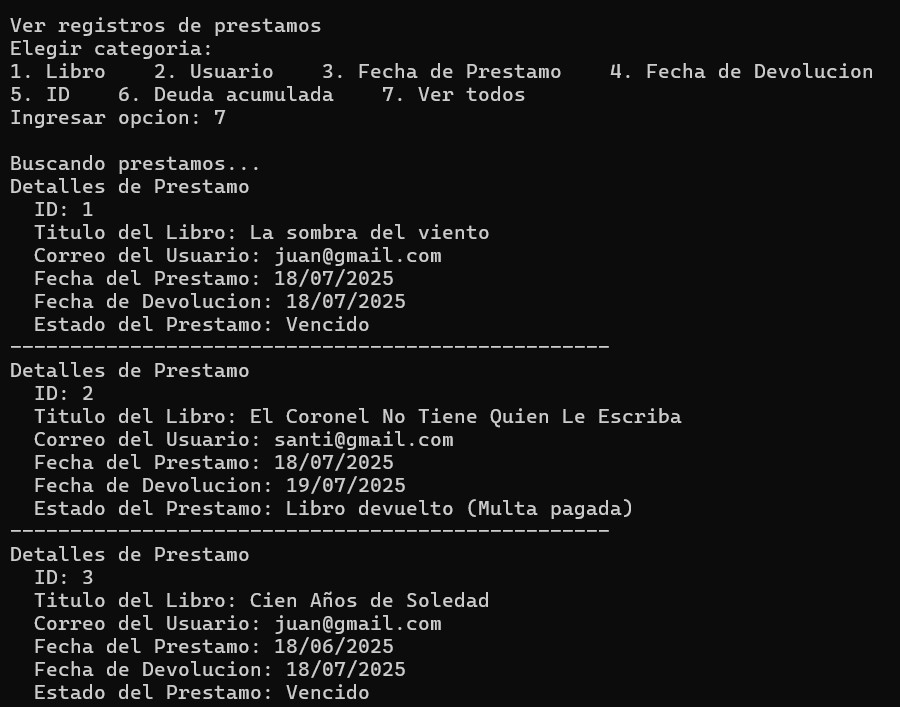 Ver registros de prestamos
Elegir categoria:
1. Libro    2. Usuario    3. Fecha de Prestamo    4. Fecha de Devolucion
5. ID    6. Deuda acumulada    7. Ver todos
Ingresar opcion: 7

Buscando prestamos...
Detalles de Prestamo
  ID: 1
  Titulo del Libro: La sombra del viento
  Correo del Usuario: juan@gmail.com
  Fecha del Prestamo: 18/07/2025
  Fecha de Devolucion: 18/07/2025
  Estado del Prestamo: Vencido
--------------------------------------------------
Detalles de Prestamo
  ID: 2
  Titulo del Libro: El Coronel No Tiene Quien Le Escriba
  Correo del Usuario: santi@gmail.com
  Fecha del Prestamo: 18/07/2025
  Fecha de Devolucion: 19/07/2025
  Estado del Prestamo: Libro devuelto (Multa pagada)
--------------------------------------------------
Detalles de Prestamo
  ID: 3
  Titulo del Libro: Cien Años de Soledad
  Correo del Usuario: juan@gmail.com
  Fecha del Prestamo: 18/06/2025
  Fecha de Devolucion: 18/07/2025
  Estado del Prestamo: Vencido